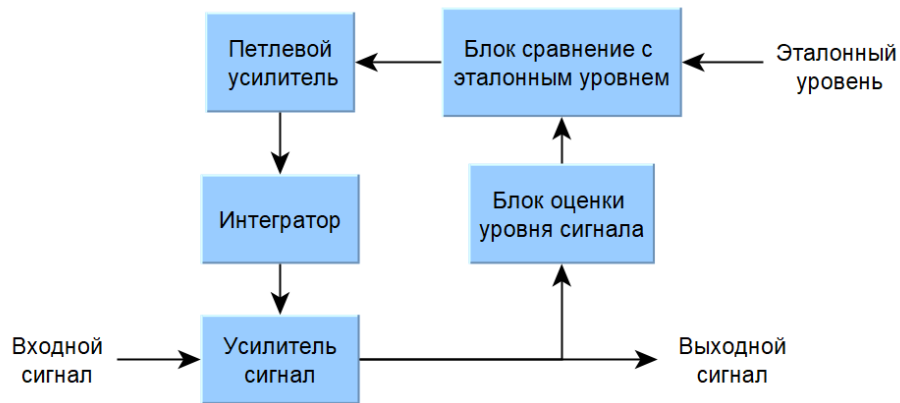 Петлевой
усилитель
Блок сравнение с
эталонным уровнем
Эталонный
уровень
Интегратор
Блок оценки
уровня сигнала
Входной
сигнал
Усилитель
сигнал
Выходной
сигнал